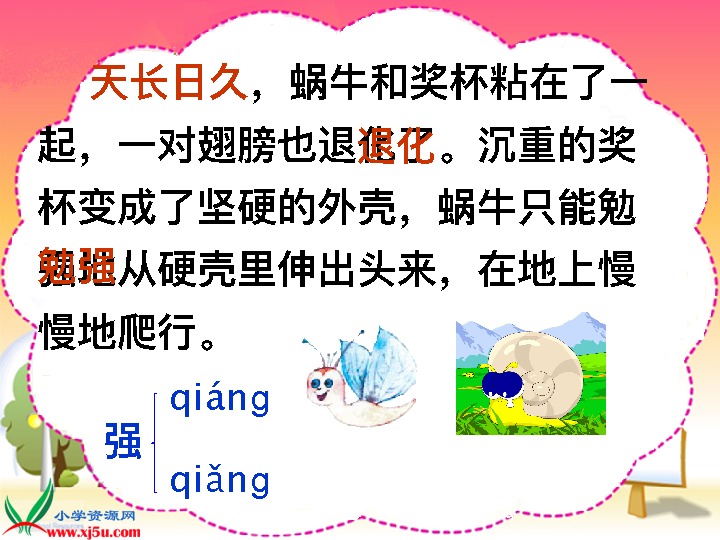 天长日久，蜗牛和奖杯粘在了一
起，一对翅膀也退化了。沉重的奖
杯变成了坚硬的外壳，蜗牛只能勉
勉强从硬壳里伸出头来，在地上慢
慢地爬行。
qiáng
强
qiǎng
小学资源网
www.xj5u.com